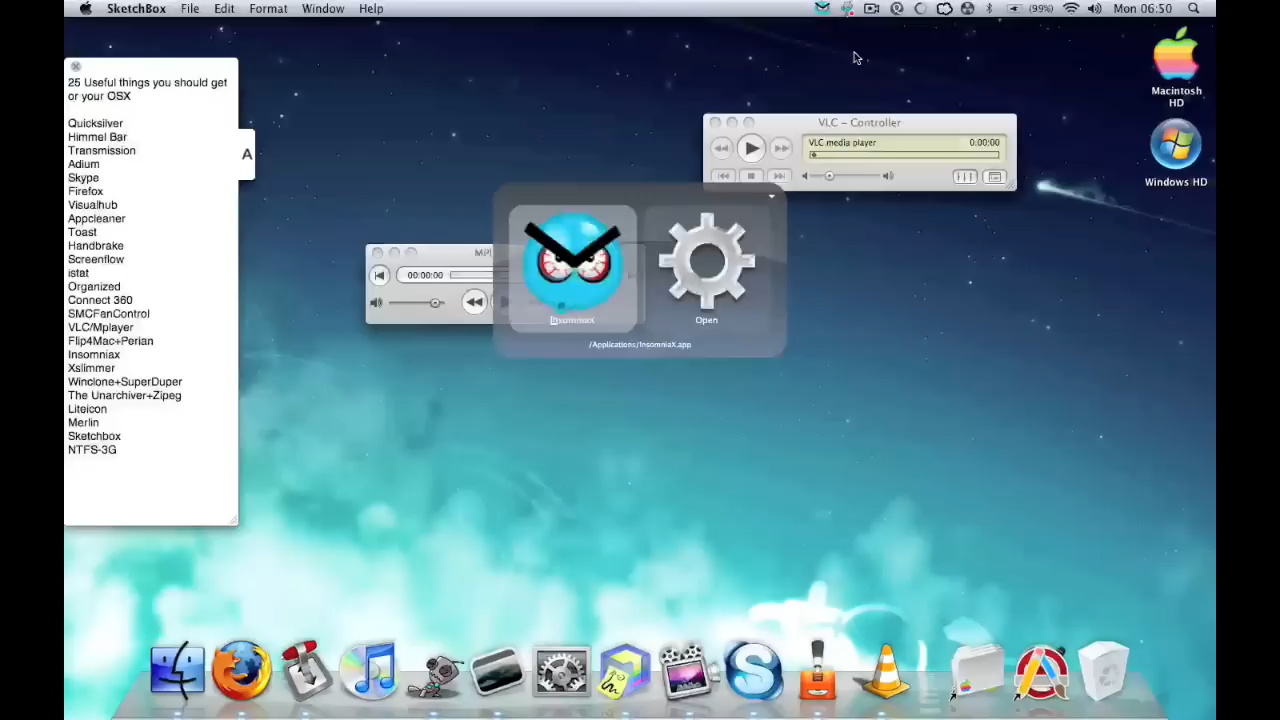 SketchBox File Edit Format Window Help (99%) Mon 06:50
25 Useful things you should get
or your OSX
Quicksilver
Himmel Bar
Transmission
Adium
Skype
Firefox
Visualhub
Appcleaner
Toast
Handbrake
Screenflow
istat
Organized
Connect 360
SMCFanControl
VLC/Mplayer
Flip4Mac+Perian
Insomniax
Xslimmer
Winclone+SuperDuper
The Unarchiver+Zipeg
Liteicon
Merlin
Sketchbox
NTFS-3G
A
VLC – Controller
VLC media player 0:00:00
MPl
00:00:00
InsomniaX
Open
/Applications/InsomniaX.app
Macintosh
HD
Windows HD